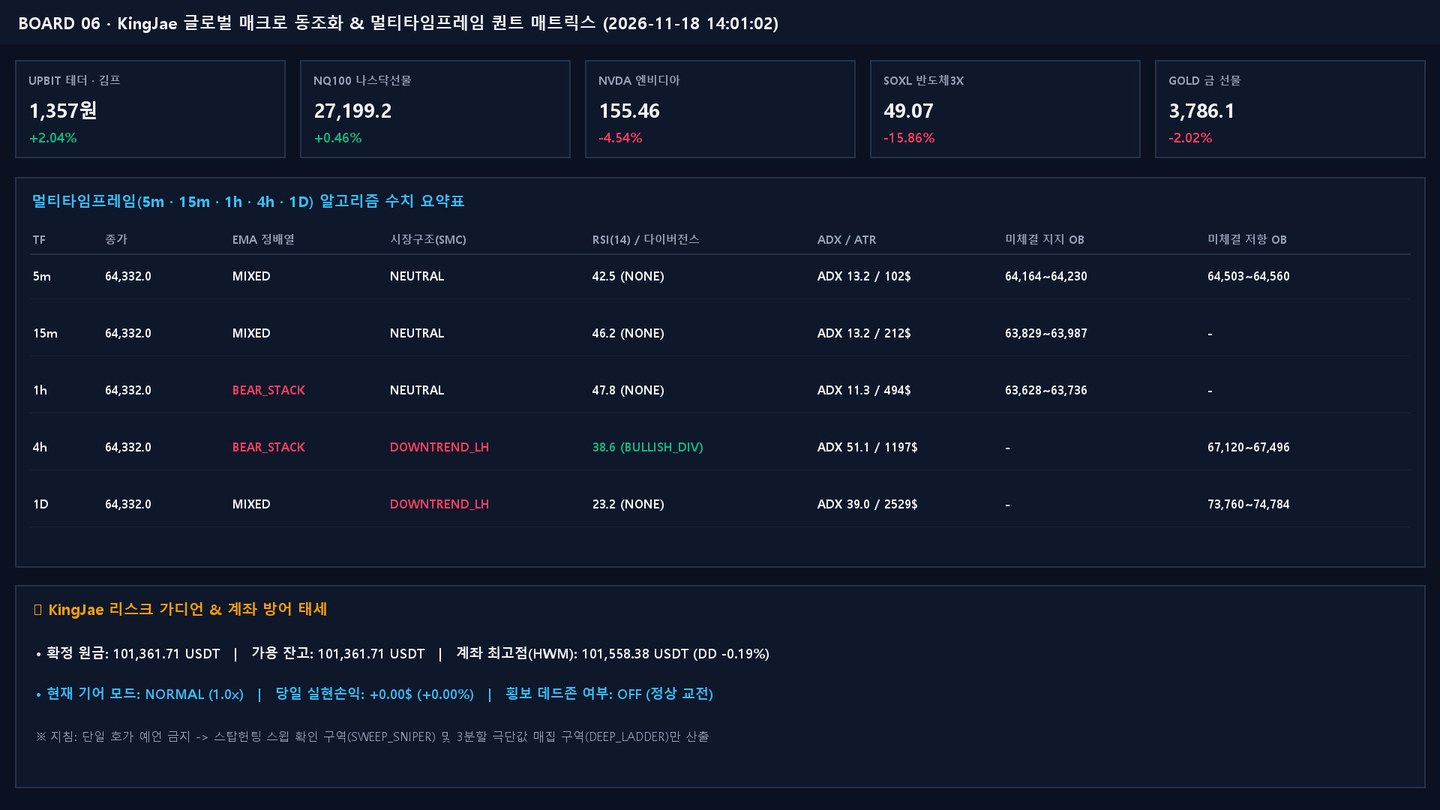 BOARD 06 · KingJae 글로벌 매크로 동조화 & 멀티타임프레임 퀀트 매트릭스 (2026-11-18 14:01:02)
UPBIT 테더 · 김프 NQ100 나스닥선물 NVDA 엔비디아 SOXL 반도체3X GOLD 금 선물
1,357원 27,199.2 155.46 49.07 3,786.1
+2.04% +0.46% -4.54% -15.86% -2.02%
멀티타임프레임(5m · 15m · 1h · 4h · 1D) 알고리즘 수치 요약표
TF 종가 EMA 정배열 시장구조(SMC) RSI(14) / 다이버전스 ADX / ATR 미체결 지지 OB 미체결 저항 OB
5m 64,332.0 MIXED NEUTRAL 42.5 (NONE) ADX 13.2 / 102$ 64,164~64,230 64,503~64,560
15m 64,332.0 MIXED NEUTRAL 46.2 (NONE) ADX 13.2 / 212$ 63,829~63,987 -
1h 64,332.0 BEAR_STACK NEUTRAL 47.8 (NONE) ADX 11.3 / 494$ 63,628~63,736 -
4h 64,332.0 BEAR_STACK DOWNTREND_LH 38.6 (BULLISH_DIV) ADX 51.1 / 1197$ - 67,120~67,496
1D 64,332.0 MIXED DOWNTREND_LH 23.2 (NONE) ADX 39.0 / 2529$ - 73,760~74,784
KingJae 리스크 가디언 & 계좌 방어 태세
• 확정 원금: 101,361.71 USDT | 가용 잔고: 101,361.71 USDT | 계좌 최고점(HWM): 101,558.38 USDT (DD -0.19%)
• 현재 기어 모드: NORMAL (1.0x) | 당일 실현손익: +0.00$ (+0.00%) | 횡보 데드존 여부: OFF (정상 교전)
※ 지침: 단일 호가 예언 금지 -> 스탑헌팅 스윕 확인 구역(SWEEP_SNIPER) 및 3분할 극단값 매집 구역(DEEP_LADDER)만 산출